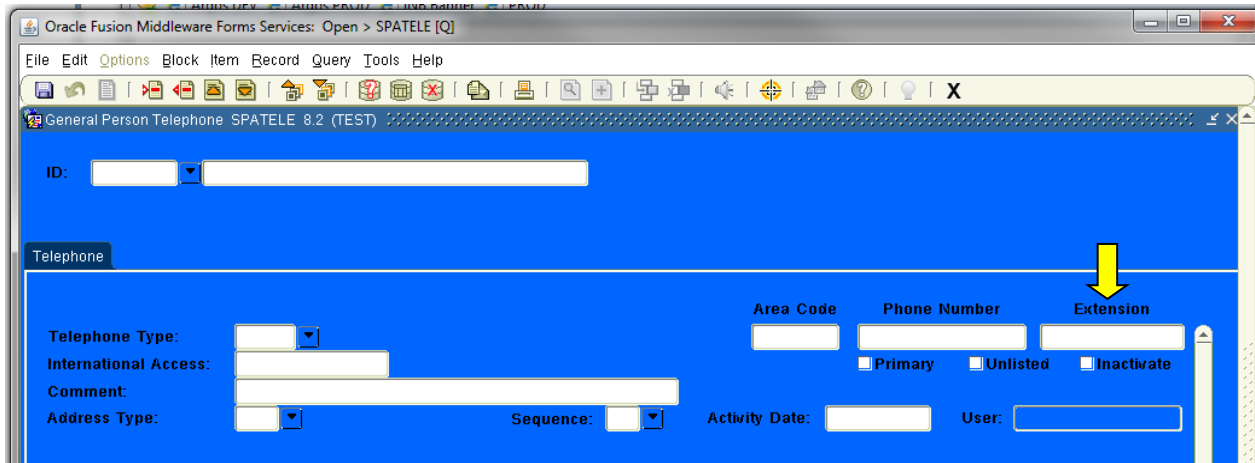 Oracle Fusion Middleware Forms Services: Open > SPATELE [Q]
File Edit Options Block Item Record Query Tools Help
X
General Person Telephone SPATELE 8.2 (TEST)
ID:
Telephone
Area Code Phone Number Extension
Telephone Type:
International Access: Primary Unlisted Inactivate
Comment:
Address Type: Sequence: Activity Date: User: